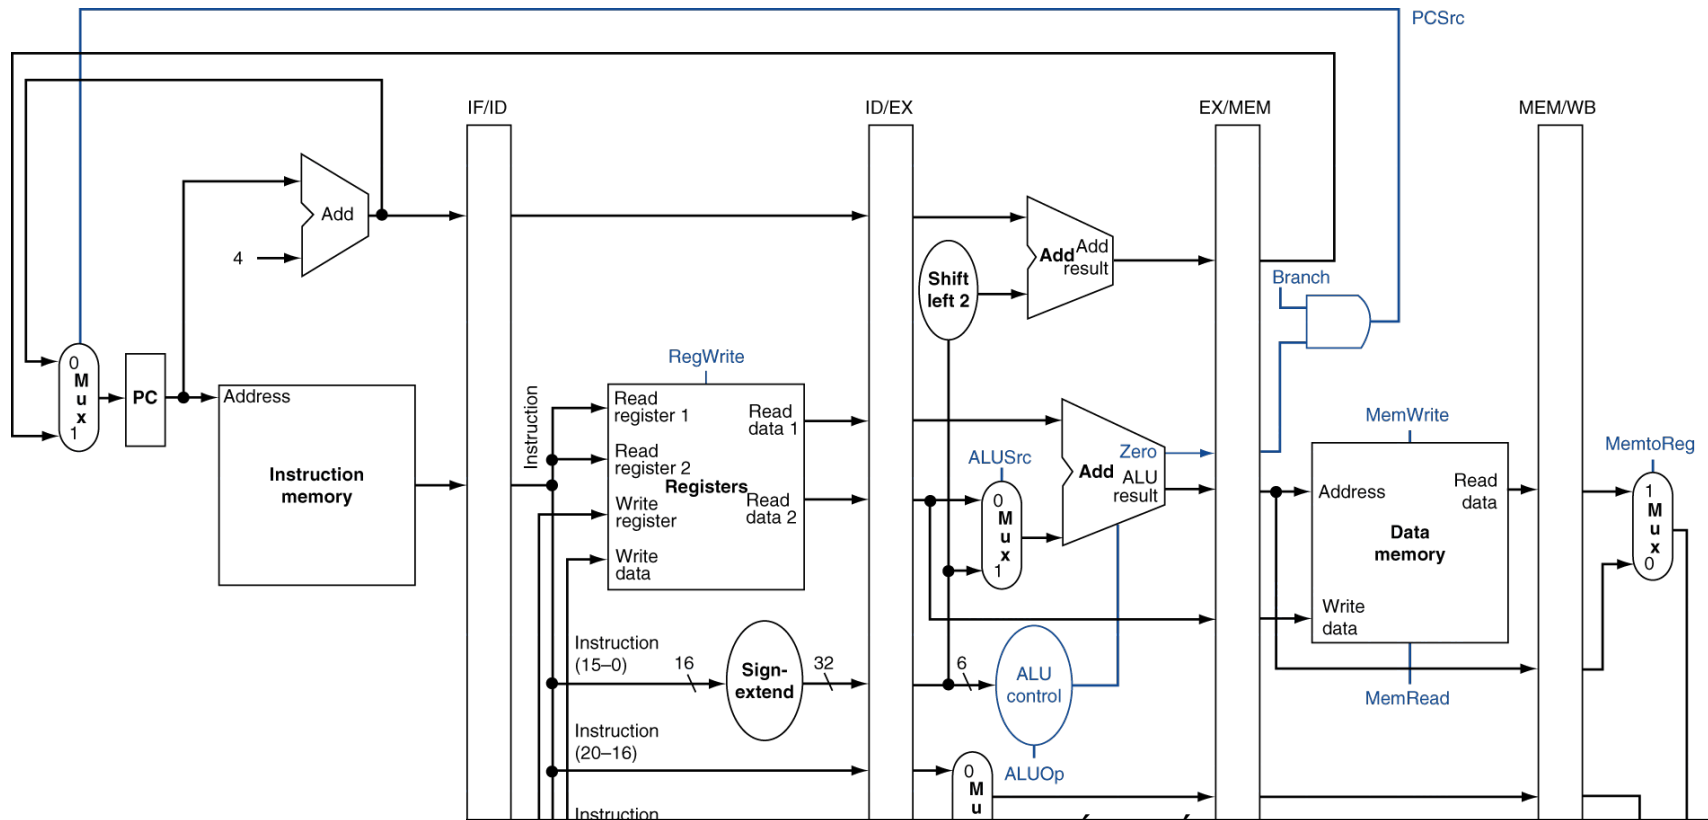 PCSrc
IF/ID
ID/EX
EX/MEM
MEM/WB
Add
4
Shift
left 2
Add
Add
result
Branch
0
M
u
x
1
PC
Address
Instruction
memory
Instruction
RegWrite
Read
register 1
Read
register 2
Write
register
Write
data
Registers
Read
data 1
Read
data 2
ALUSrc
0
M
u
x
1
Zero
Add
ALU
result
MemWrite
Address
Read
data
Data
memory
Write
data
MemRead
MemtoReg
1
M
u
x
0
Instruction
(15–0)
16
Sign-
extend
32
6
ALU
control
ALUOp
Instruction
(20–16)
0
M
u
Instruction